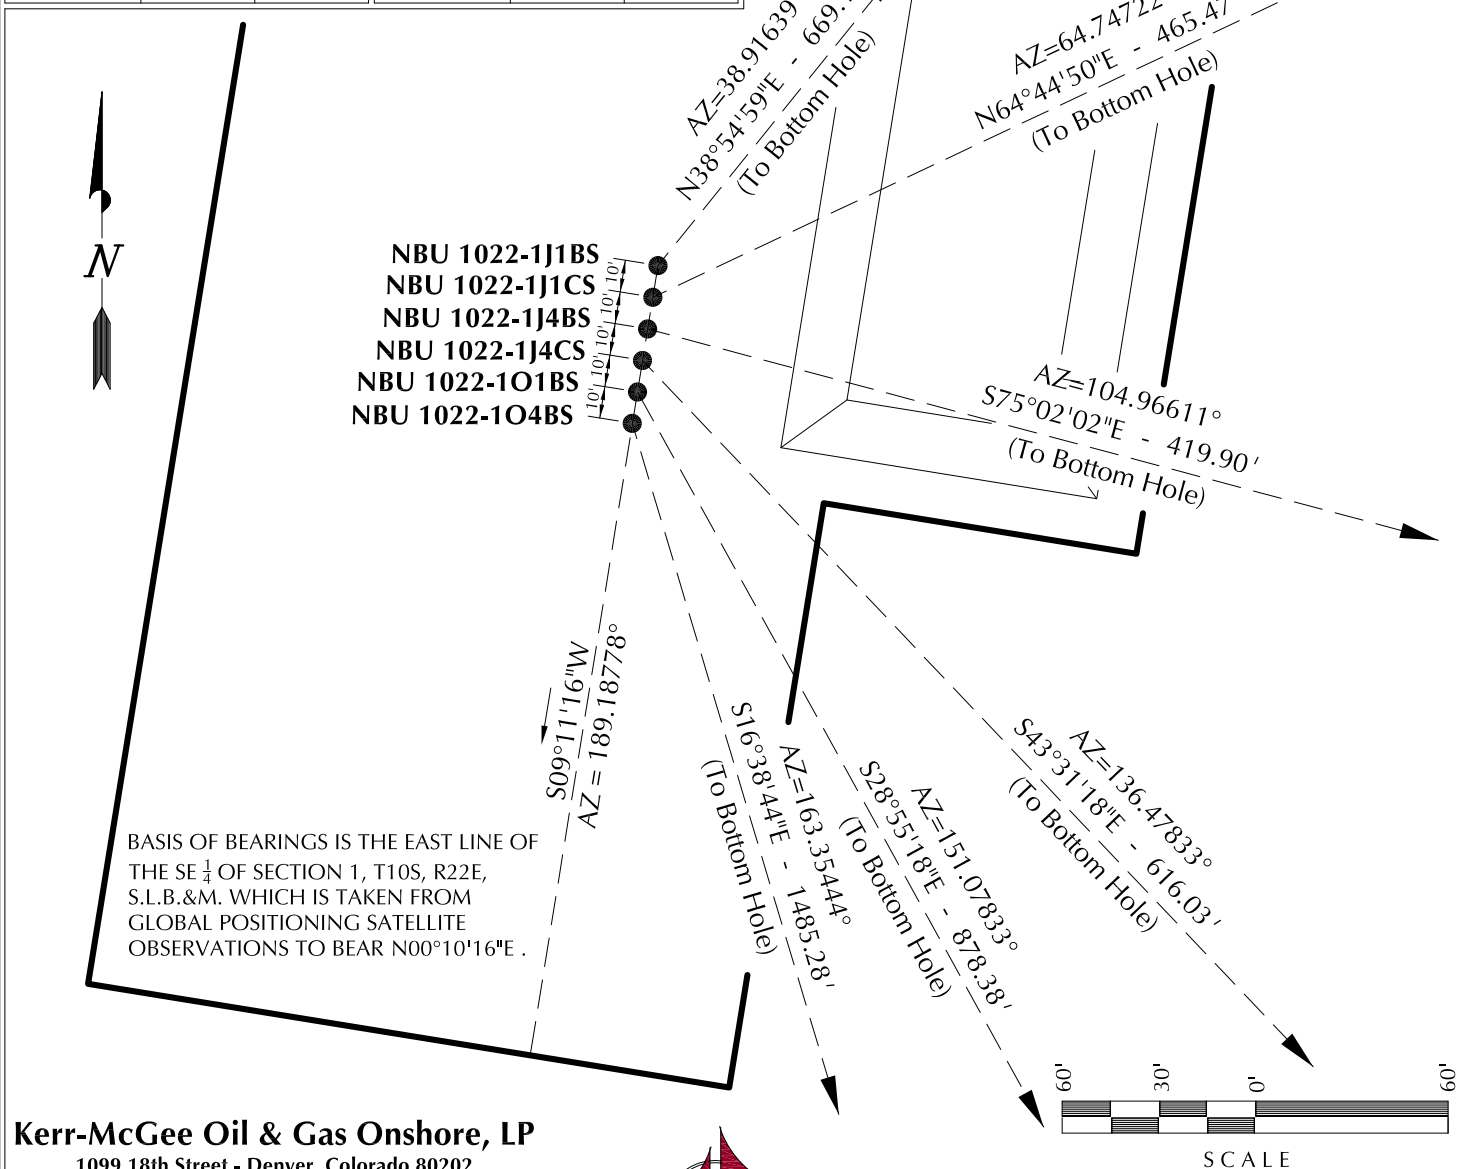 AZ=38.91639
N38°54'59"E - 669.
(To Bottom Hole)
AZ=64.74722
N64°44'50"E - 465.47
(To Bottom Hole)
N
NBU 1022-1J1BS
NBU 1022-1J1CS
NBU 1022-1J4BS
NBU 1022-1J4CS
NBU 1022-1O1BS
NBU 1022-1O4BS
10'
10'
10'
10'
10'
AZ=104.96611°
S75°02'02"E - 419.90'
(To Bottom Hole)
S09°11'16"W
AZ = 189.18778°
AZ=163.35444°
S16°38'44"E - 1485.28'
(To Bottom Hole)
AZ=151.07833°
S28°55'18"E - 878.38'
(To Bottom Hole)
AZ=136.47833°
S43°31'18"E - 616.03'
(To Bottom Hole)
BASIS OF BEARINGS IS THE EAST LINE OF
THE SE 1/4 OF SECTION 1, T10S, R22E,
S.L.B.&M. WHICH IS TAKEN FROM
GLOBAL POSITIONING SATELLITE
OBSERVATIONS TO BEAR N00°10'16"E .
60' 30' 0' 60'
SCALE
Kerr-McGee Oil & Gas Onshore, LP
1099 18th Street - Denver, Colorado 80202